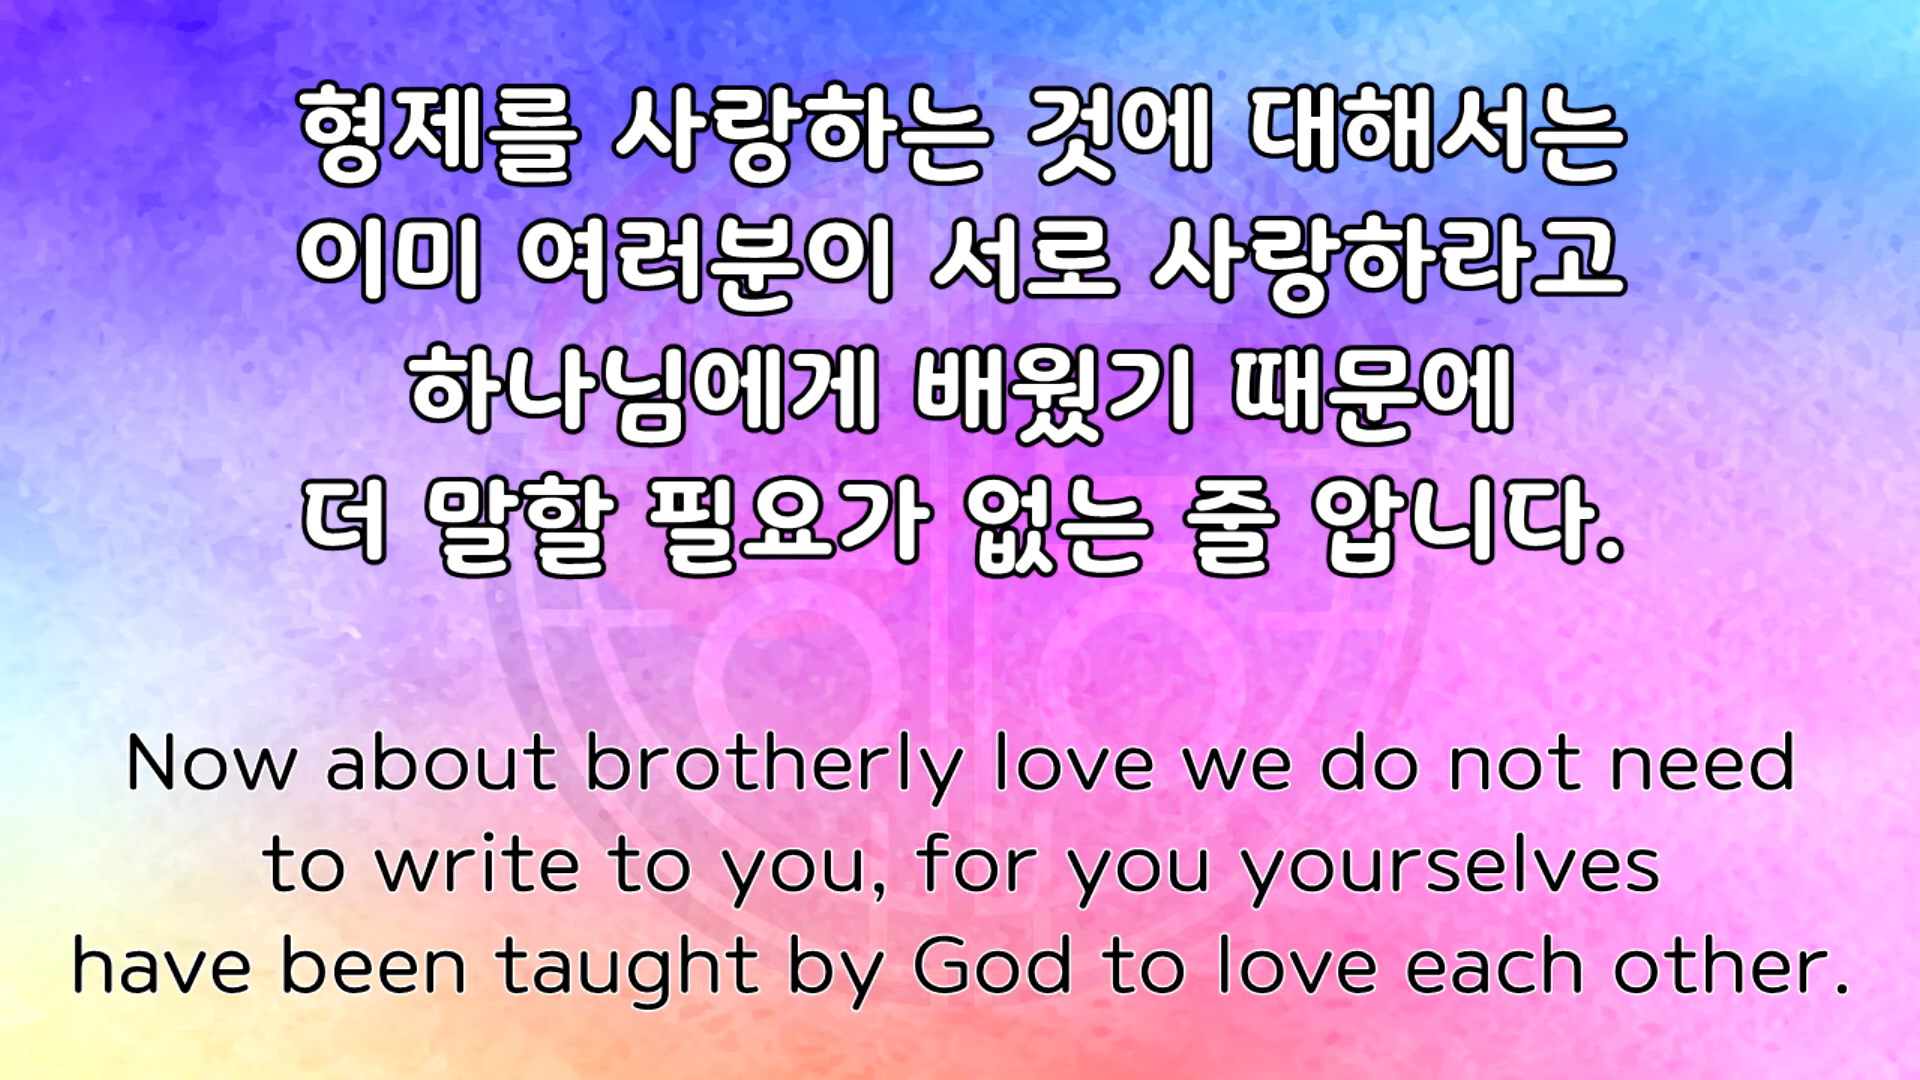 형제를 사랑하는 것에 대해서는
이미 여러분이 서로 사랑하라고
하나님에게 배웠기 때문에
더 말할 필요가 없는 줄 압니다.
Now about brotherly love we do not need
to write to you, for you yourselves
have been taught by God to love each other.